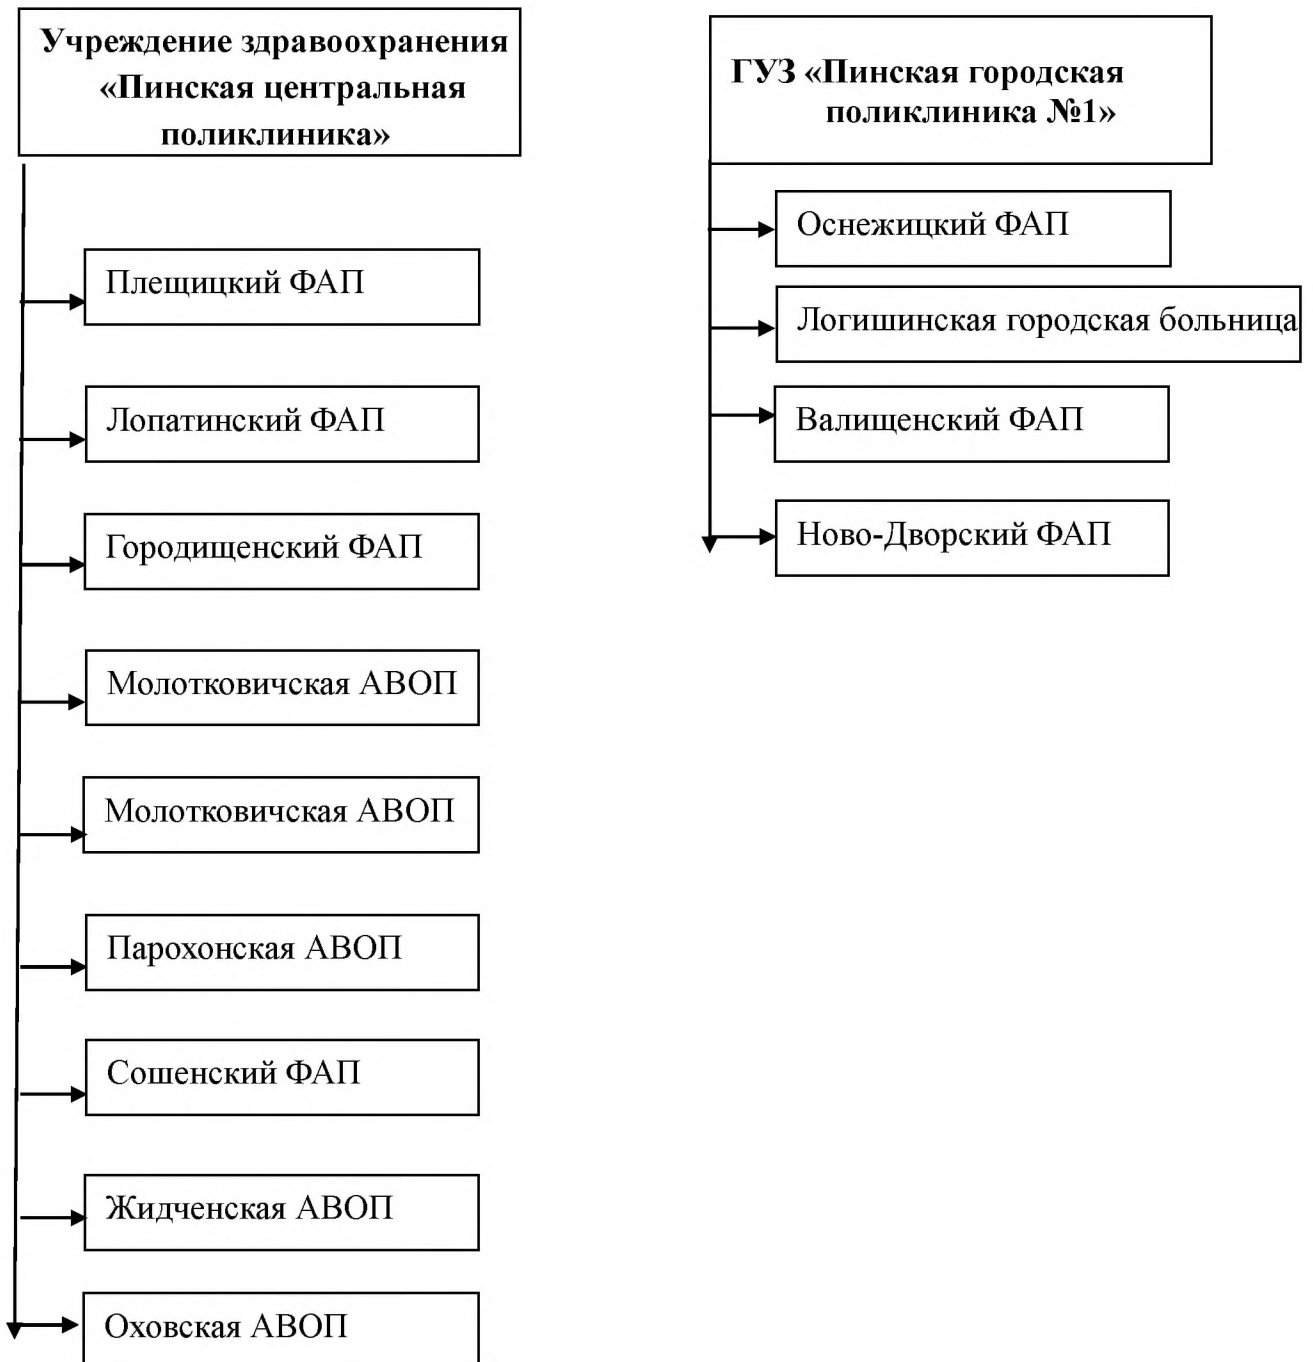 Учреждение здравоохранения
«Пинская центральная
поликлиника»
Плещицкий ФАП
Лопатинский ФАП
Городищенский ФАП
Молотковичская АВОП
Молотковичская АВОП
Парохонская АВОП
Сошенский ФАП
Жидченская АВОП
Оховская АВОП
ГУЗ «Пинская городская
поликлиника №1»
Оснежицкий ФАП
Логишинская городская больница
Валищенский ФАП
Ново-Дворский ФАП